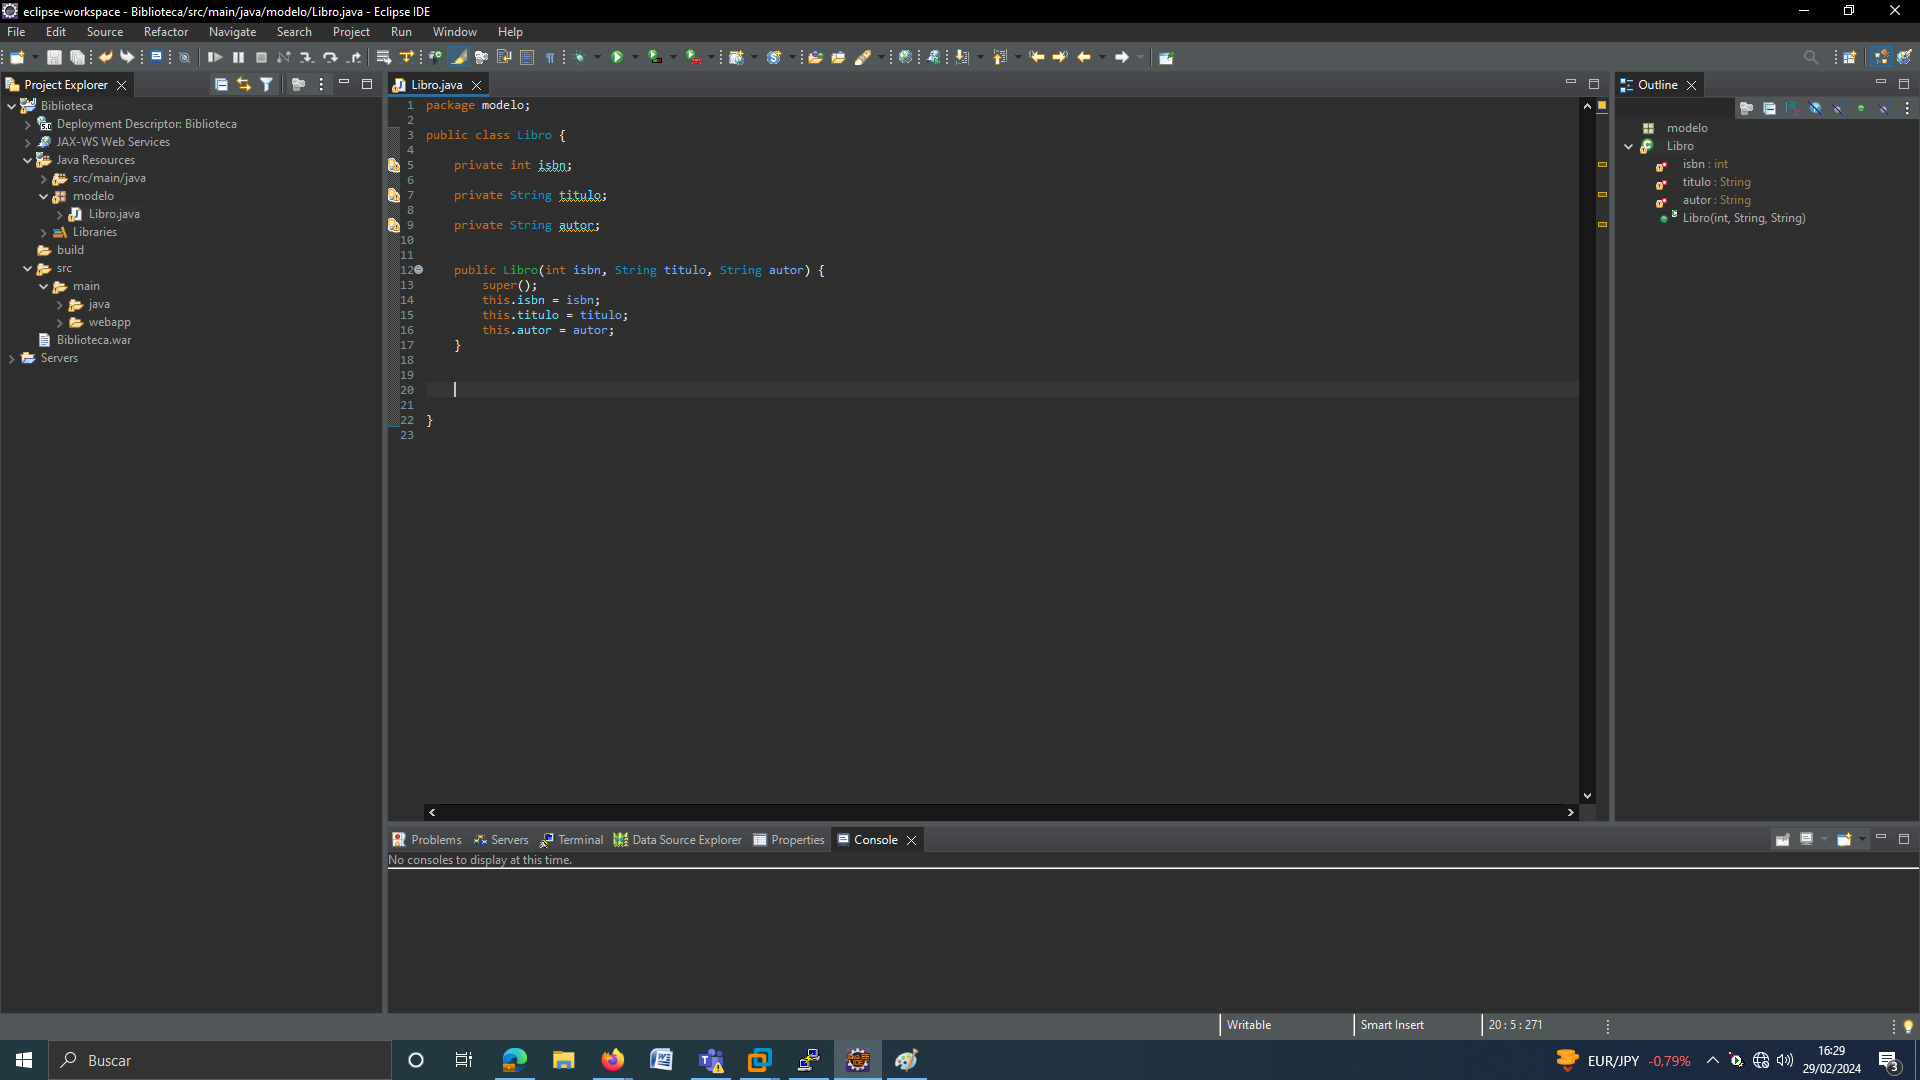 eclipse-workspace - Biblioteca/src/main/java/modelo/Libro.java - Eclipse IDE
File Edit Source Refactor Navigate Search Project Run Window Help
Project Explorer
Biblioteca
Deployment Descriptor: Biblioteca
JAX-WS Web Services
Java Resources
src/main/java
modelo
Libro.java
Libraries
build
src
main
java
webapp
Biblioteca.war
Servers
Libro.java
1 package modelo;
2
3 public class Libro {
4
5 private int isbn;
6
7 private String titulo;
8
9 private String autor;
10
11
12 public Libro(int isbn, String titulo, String autor) {
13 super();
14 this.isbn = isbn;
15 this.titulo = titulo;
16 this.autor = autor;
17 }
18
19
20
21
22 }
23
Outline
modelo
Libro
isbn : int
titulo : String
autor : String
Libro(int, String, String)
Problems Servers Terminal Data Source Explorer Properties Console
No consoles to display at this time.
Writable Smart Insert 20 : 5 : 271
Buscar
EUR/JPY -0,79%
16:29
29/02/2024
3